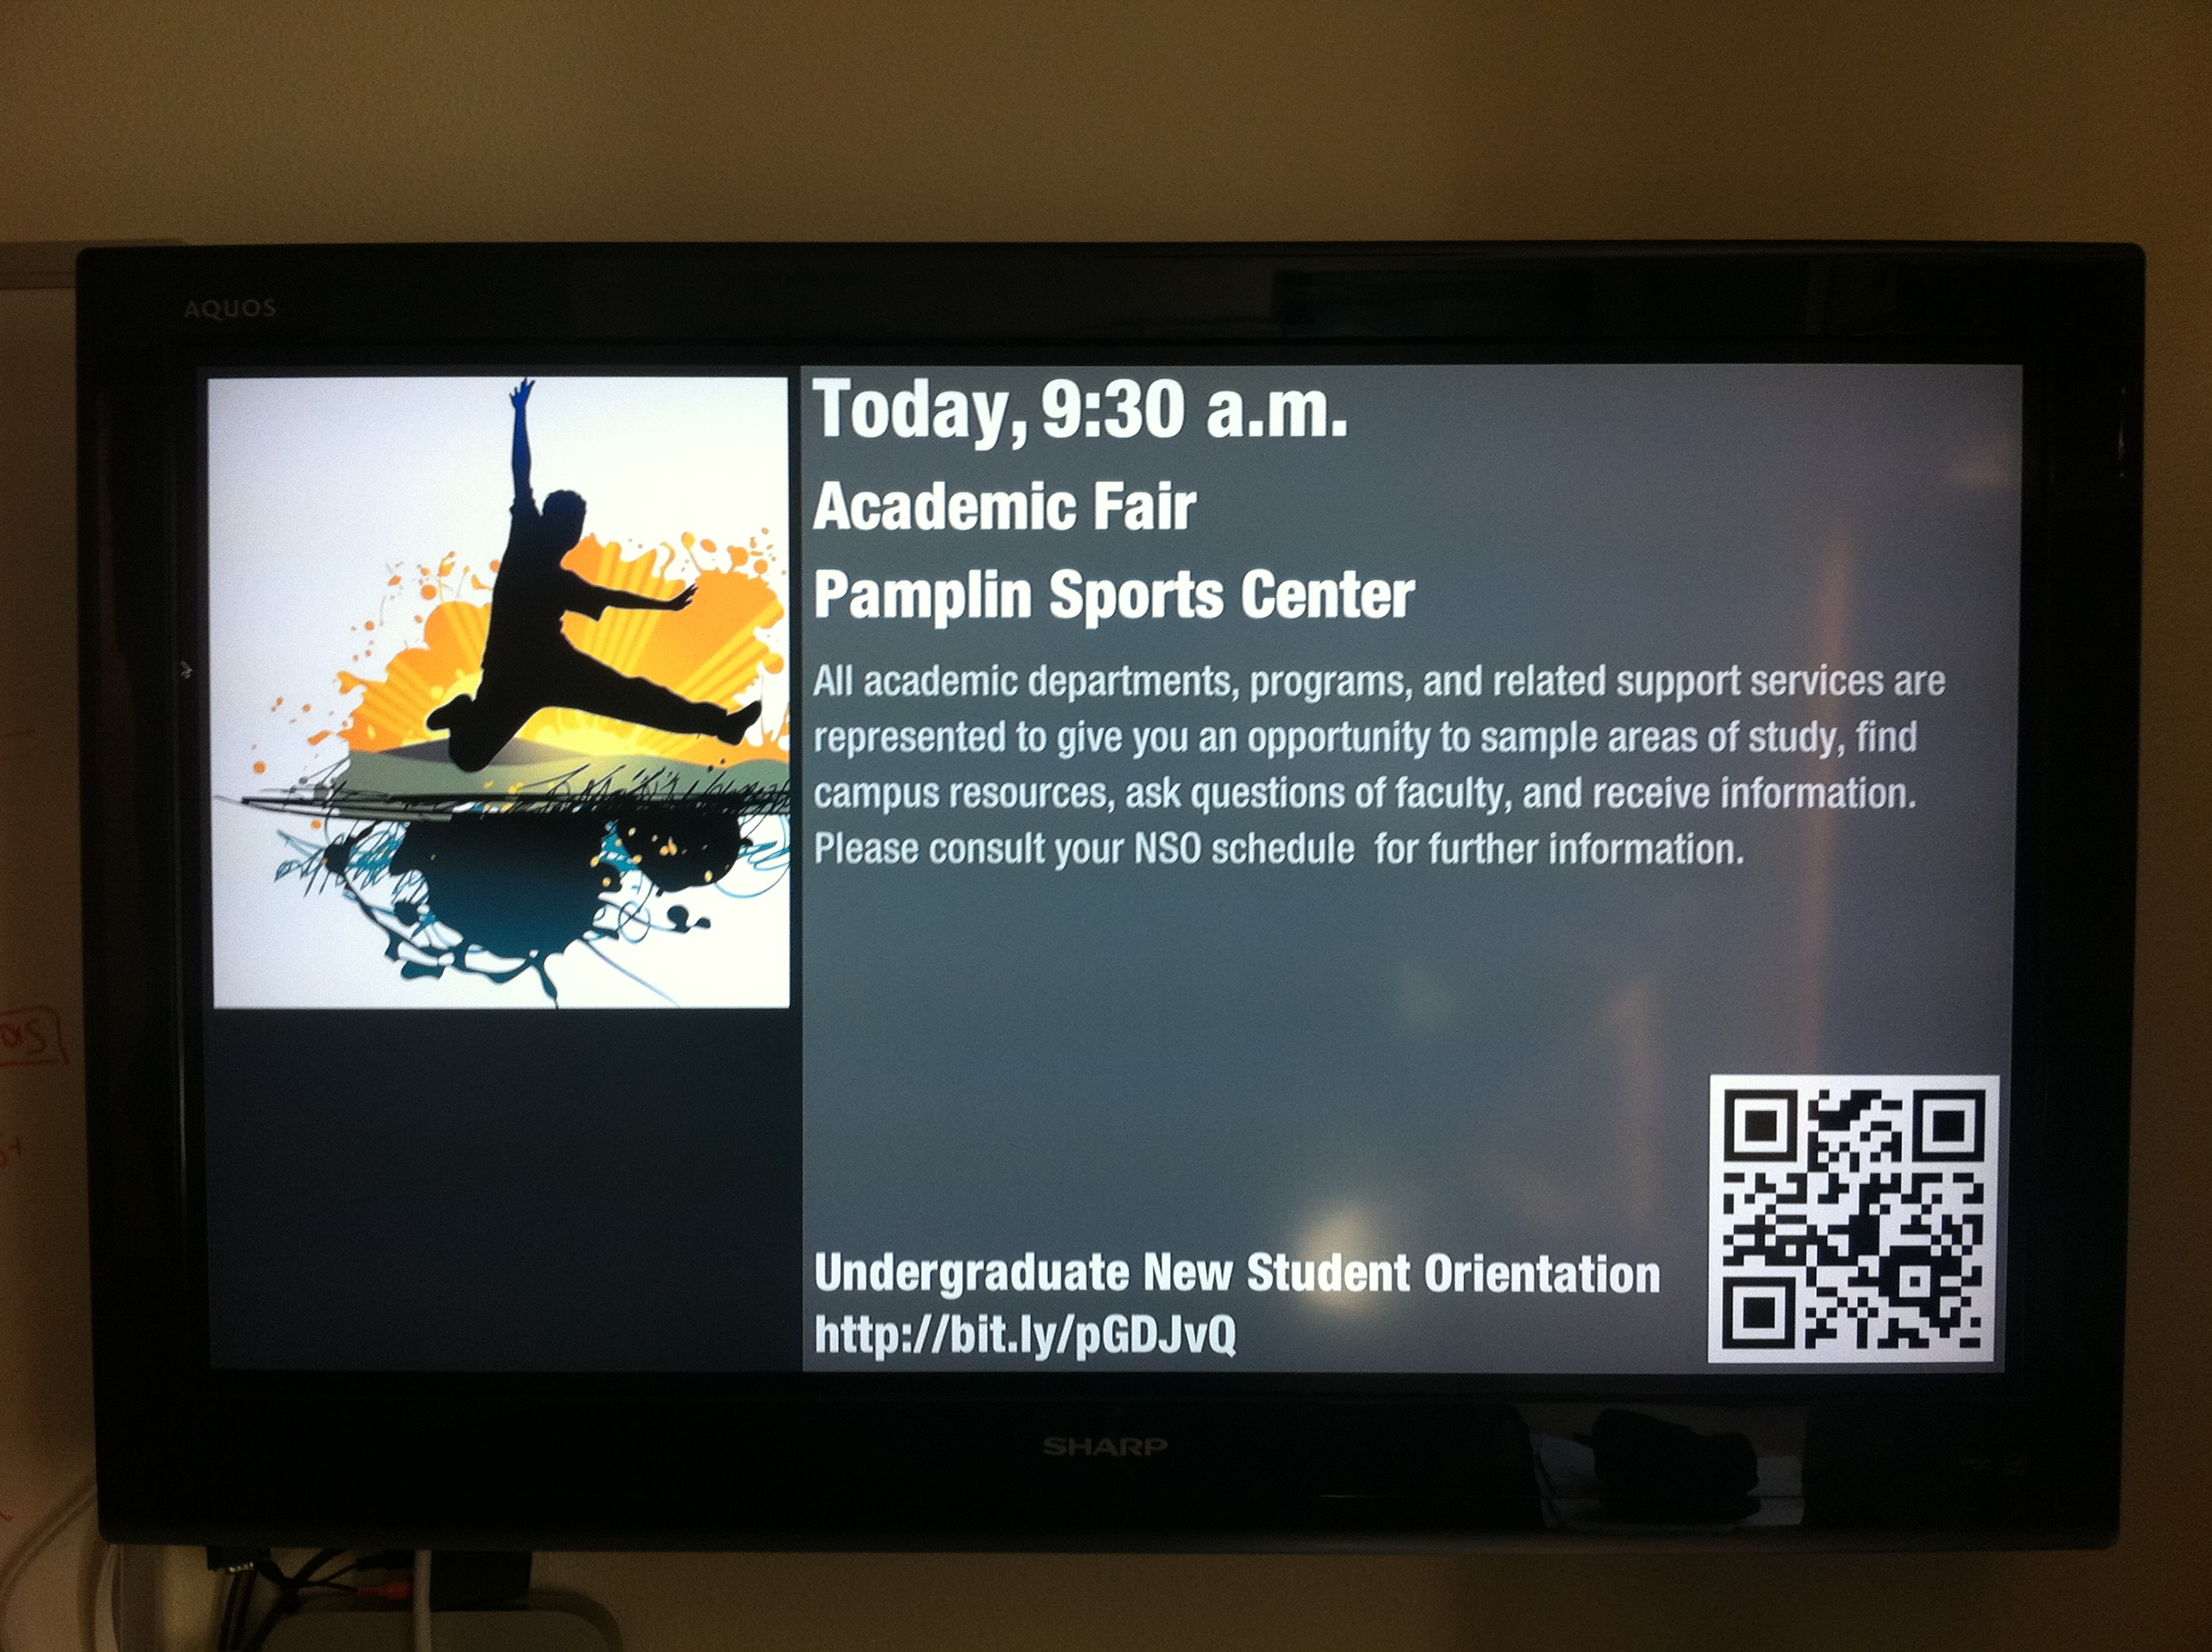 AQUOS
Today, 9:30 a.m.
Academic Fair
Pamplin Sports Center
All academic departments, programs, and related support services are
represented to give you an opportunity to sample areas of study, find
campus resources, ask questions of faculty, and receive information.
Please consult your NSO schedule  for further information.
Undergraduate New Student Orientation
http://bit.ly/pGDJvQ
SHARP